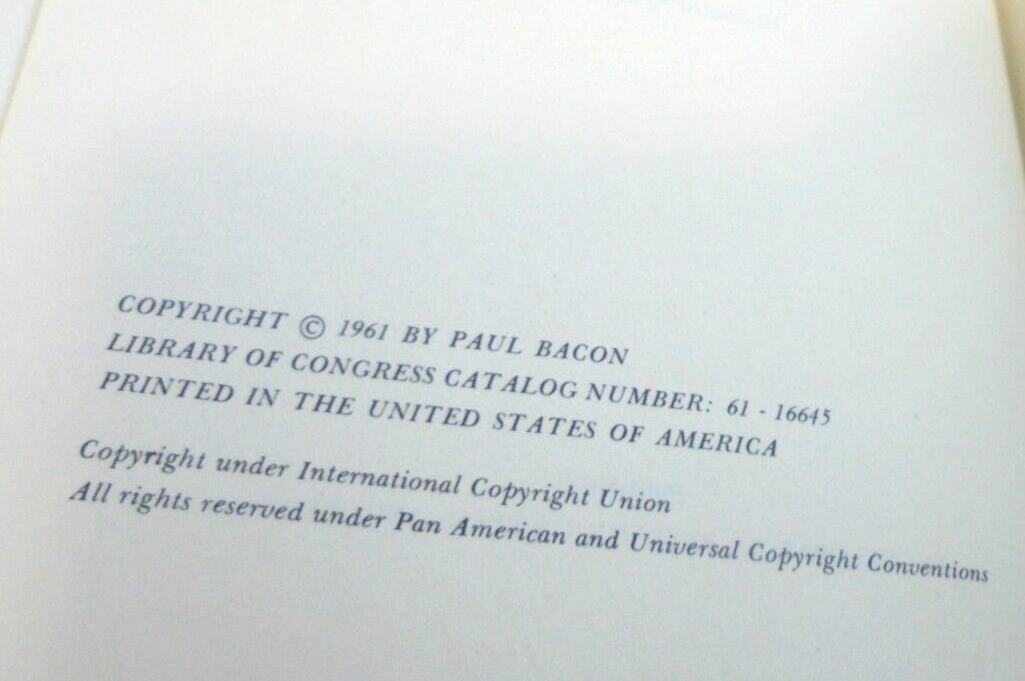 COPYRIGHT © 1961 BY PAUL BACON
LIBRARY OF CONGRESS CATALOG NUMBER: 61 - 16645
PRINTED IN THE UNITED STATES OF AMERICA
Copyright under International Copyright Union
All rights reserved under Pan American and Universal Copyright Conventions